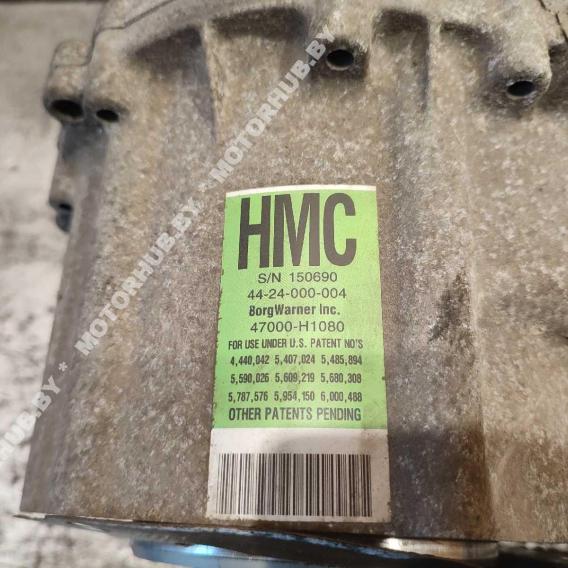 HMC
S/N 150690
44-24-000-004
BorgWarner Inc.
47000-H1080
FOR USE UNDER U.S. PATENT NO'S
4,440,042 5,407,024 5,485,894
5,590,026 5,609,219 5,680,308
5,787,576 5,954,150 6,000,488
OTHER PATENTS PENDING
MOTORHUB.BY * MOTORHUB.BY * MOTORHUB.BY